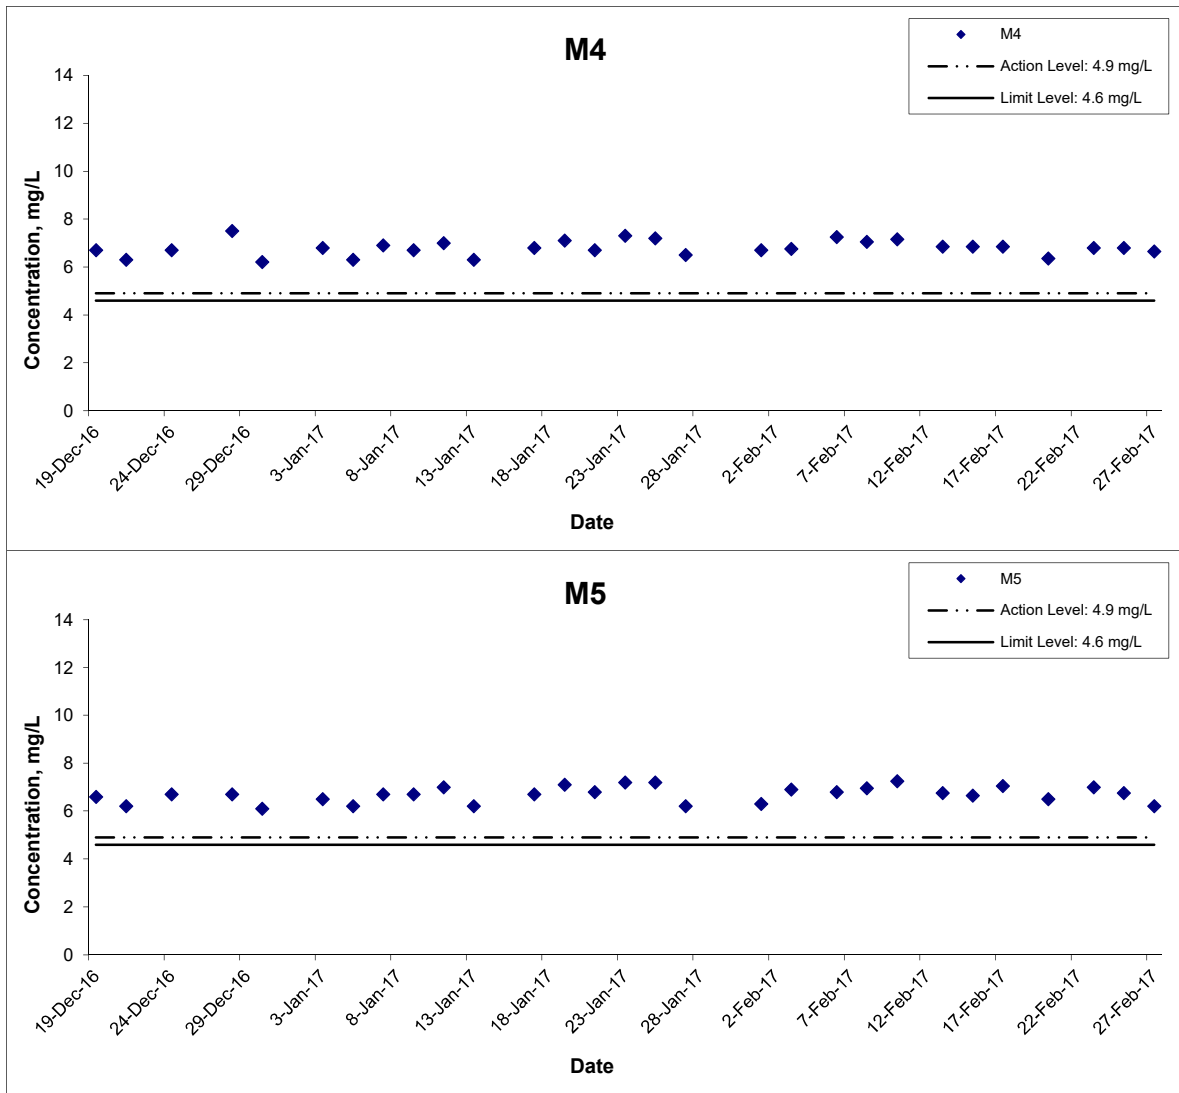 M4
M4
Action Level: 4.9 mg/L
Limit Level: 4.6 mg/L
14
12
10
8
6
4
2
0
Concentration, mg/L
19-Dec-16
24-Dec-16
29-Dec-16
3-Jan-17
8-Jan-17
13-Jan-17
18-Jan-17
23-Jan-17
28-Jan-17
2-Feb-17
7-Feb-17
12-Feb-17
17-Feb-17
22-Feb-17
27-Feb-17
Date
M5
M5
Action Level: 4.9 mg/L
Limit Level: 4.6 mg/L
14
12
10
8
6
4
2
0
Concentration, mg/L
19-Dec-16
24-Dec-16
29-Dec-16
3-Jan-17
8-Jan-17
13-Jan-17
18-Jan-17
23-Jan-17
28-Jan-17
2-Feb-17
7-Feb-17
12-Feb-17
17-Feb-17
22-Feb-17
27-Feb-17
Date